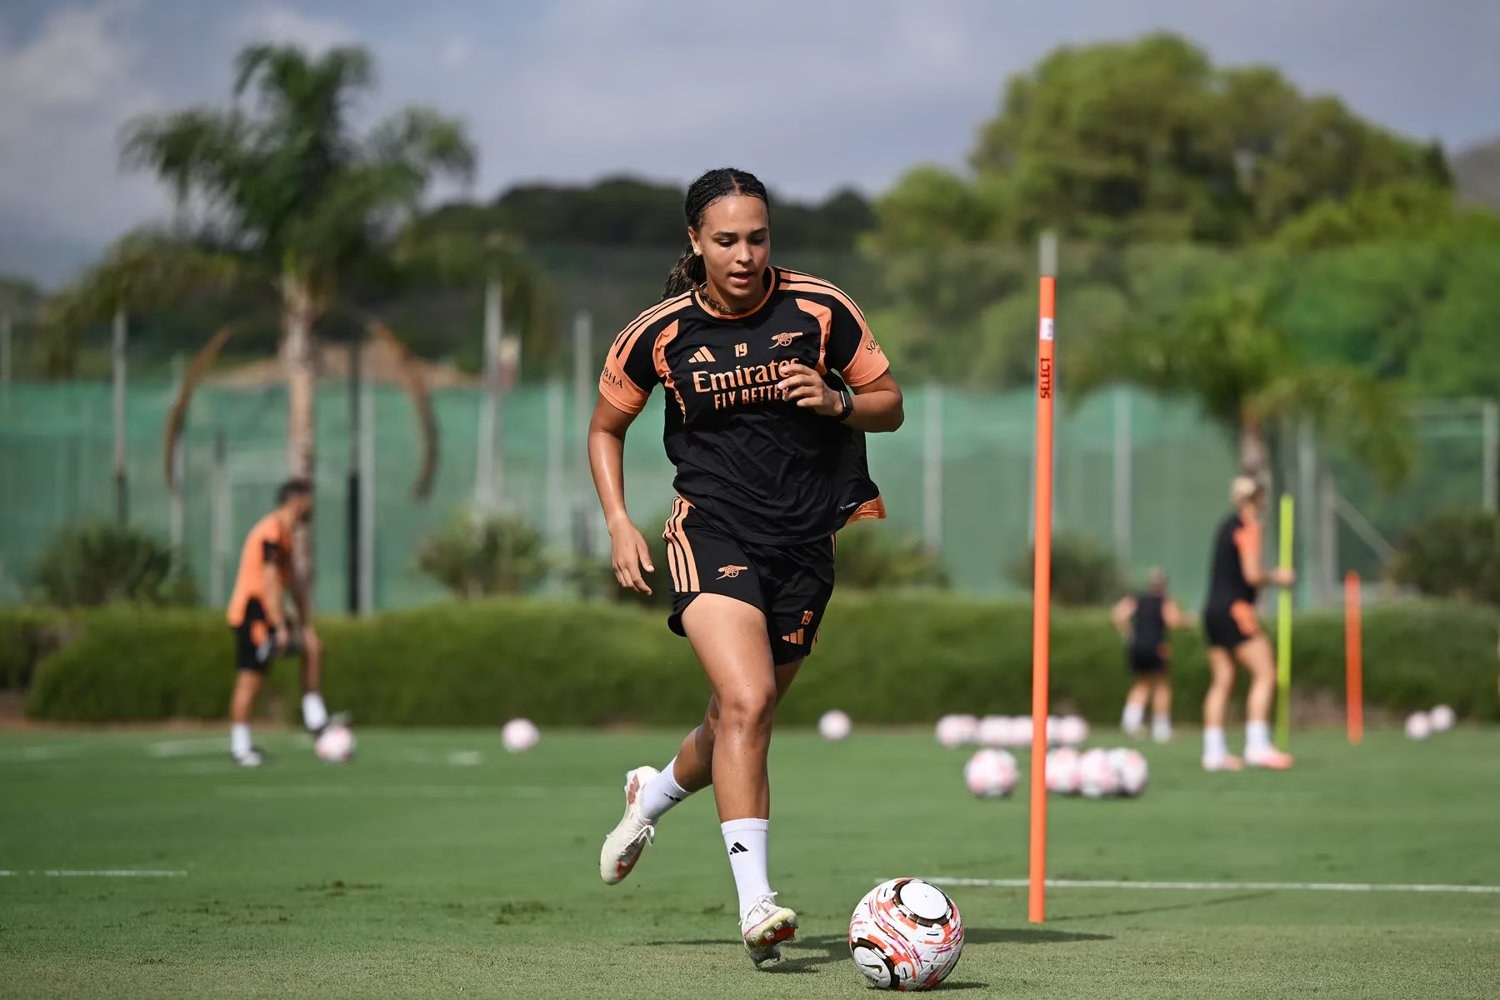 19
Emirates
FLY BETTER
19
SELECT